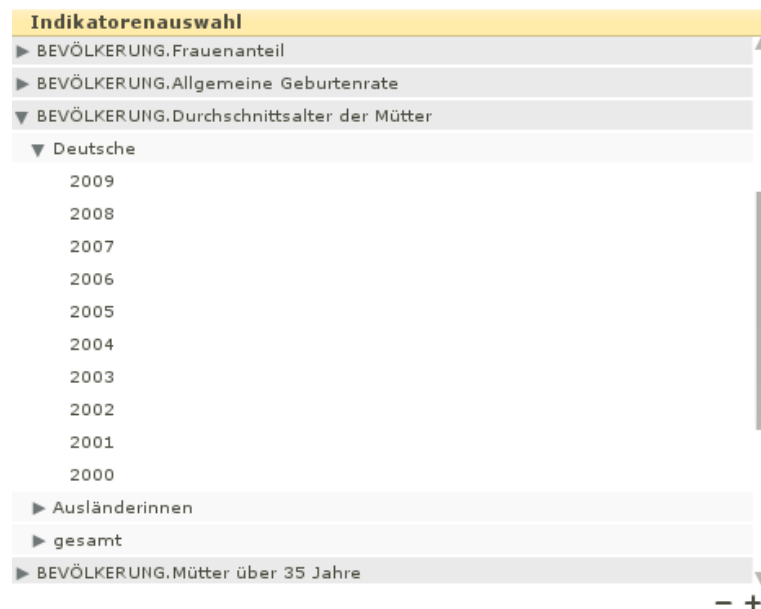 Indikatorenauswahl
BEVÖLKERUNG.Frauenanteil
BEVÖLKERUNG.Allgemeine Geburtenrate
BEVÖLKERUNG.Durchschnittsalter der Mütter
Deutsche
2009
2008
2007
2006
2005
2004
2003
2002
2001
2000
Ausländerinnen
gesamt
BEVÖLKERUNG.Mütter über 35 Jahre